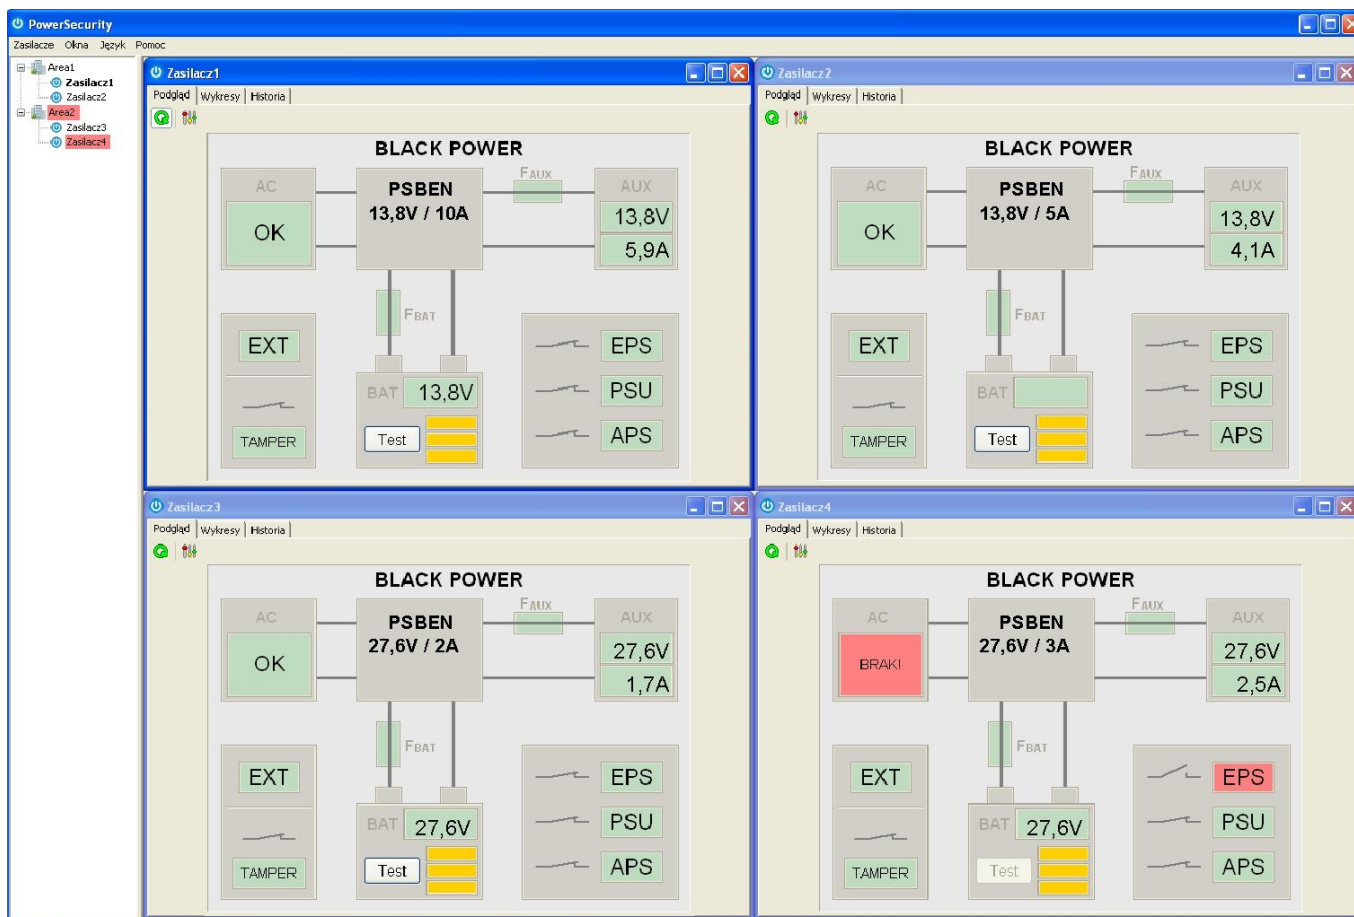 PowerSecurity
Zasilacze Okna Język Pomoc
Area1
Zasilacz1
Zasilacz2
Area2
Zasilacz3
Zasilacz4
Zasilacz1
Podgląd Wykresy Historia
BLACK POWER
AC
OK
PSBEN
13,8V / 10A
FAUX
AUX
13,8V
5,9A
FBAT
EXT
TAMPER
BAT 13,8V
Test
EPS
PSU
APS
Zasilacz2
Podgląd Wykresy Historia
BLACK POWER
AC
OK
PSBEN
13,8V / 5A
FAUX
AUX
13,8V
4,1A
FBAT
EXT
TAMPER
BAT
Test
EPS
PSU
APS
Zasilacz3
Podgląd Wykresy Historia
BLACK POWER
AC
OK
PSBEN
27,6V / 2A
FAUX
AUX
27,6V
1,7A
FBAT
EXT
TAMPER
BAT 27,6V
Test
EPS
PSU
APS
Zasilacz4
Podgląd Wykresy Historia
BLACK POWER
AC
BRAK!
PSBEN
27,6V / 3A
FAUX
AUX
27,6V
2,5A
FBAT
EXT
TAMPER
BAT 27,6V
Test
EPS
PSU
APS